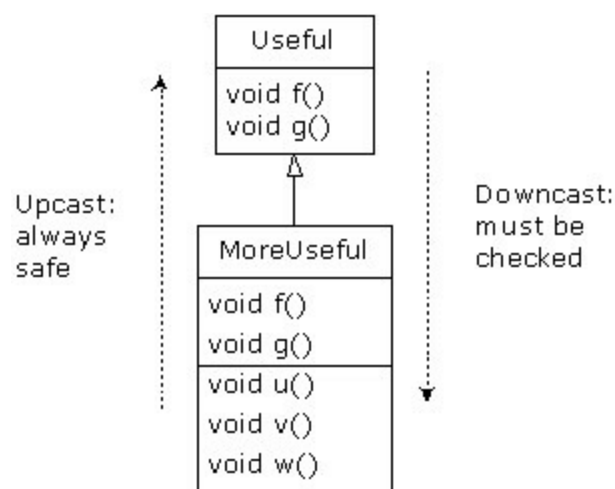 Useful
void f()
void g()
Upcast:
always
safe
Downcast:
must be
checked
MoreUseful
void f()
void g()
void u()
void v()
void w()